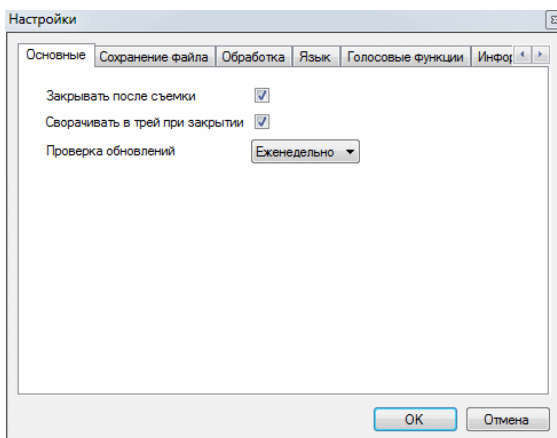 Настройки
Основные Сохранение файла Обработка Язык Голосовые функции Инфор
Закрывать после съемки
Сворачивать в трей при закрытии
Проверка обновлений Еженедельно
OK Отмена